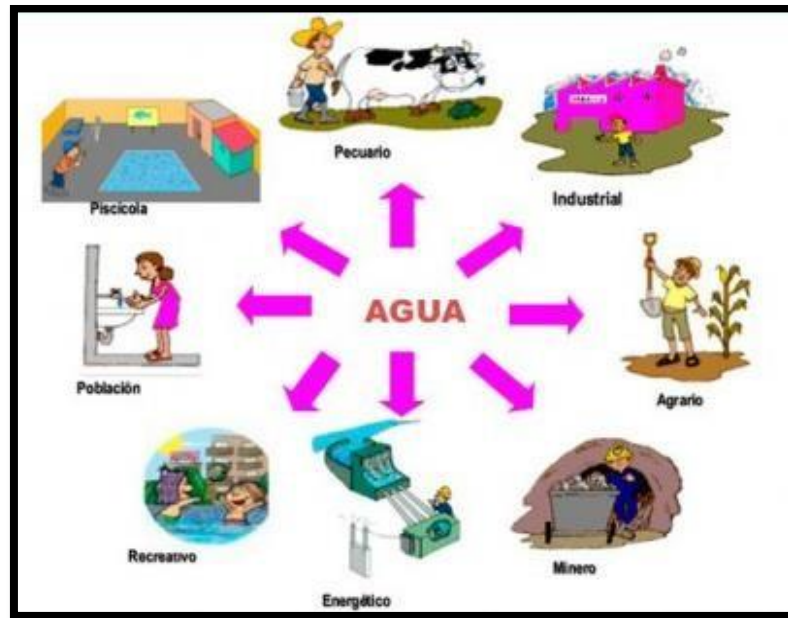 Pecuario
Piscícola
Industrial
AGUA
Población
Agrario
Recreativo
Minero
Energético